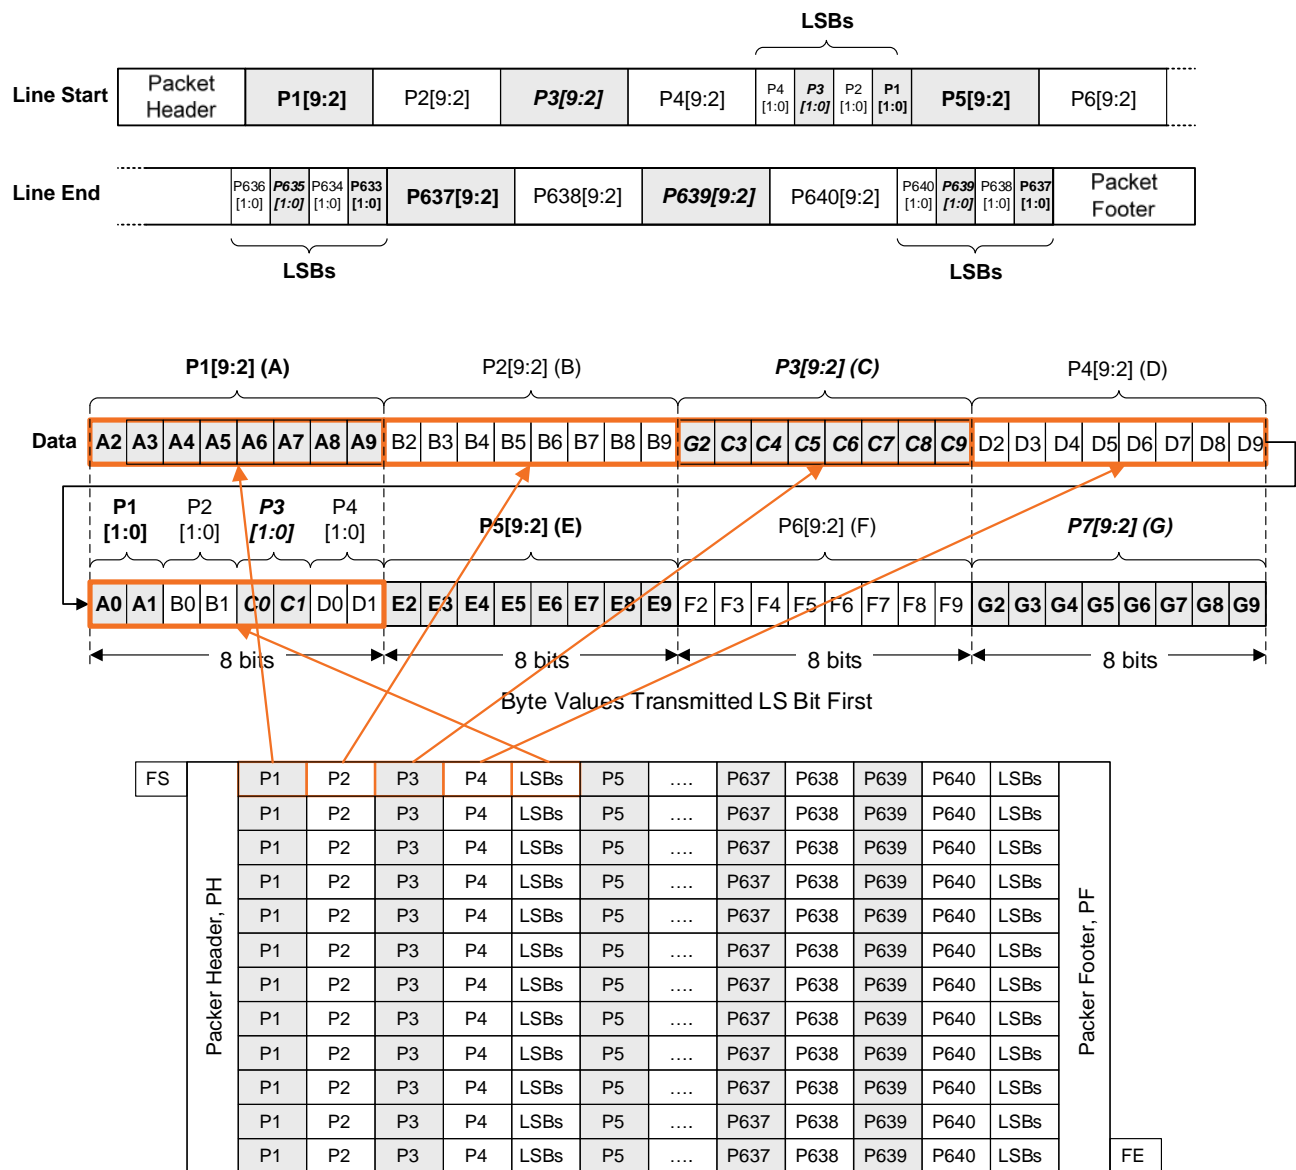 LSBs
Line Start Packet Header P1[9:2] P2[9:2] P3[9:2] P4[9:2] P4 [1:0] P3 [1:0] P2 [1:0] P1 [1:0] P5[9:2] P6[9:2]
Line End P636 [1:0] P635 [1:0] P634 [1:0] P633 [1:0] P637[9:2] P638[9:2] P639[9:2] P640[9:2] P640 [1:0] P639 [1:0] P638 [1:0] P637 [1:0] Packet Footer
LSBs LSBs
P1[9:2] (A) P2[9:2] (B) P3[9:2] (C) P4[9:2] (D)
Data A2 A3 A4 A5 A6 A7 A8 A9 B2 B3 B4 B5 B6 B7 B8 B9 G2 C3 C4 C5 C6 C7 C8 C9 D2 D3 D4 D5 D6 D7 D8 D9
P1 [1:0] P2 [1:0] P3 [1:0] P4 [1:0] P5[9:2] (E) P6[9:2] (F) P7[9:2] (G)
A0 A1 B0 B1 C0 C1 D0 D1 E2 E3 E4 E5 E6 E7 E8 E9 F2 F3 F4 F5 F6 F7 F8 F9 G2 G3 G4 G5 G6 G7 G8 G9
8 bits 8 bits 8 bits 8 bits
Byte Values Transmitted LS Bit First
FS P1 P2 P3 P4 LSBs P5 .... P637 P638 P639 P640 LSBs
P1 P2 P3 P4 LSBs P5 .... P637 P638 P639 P640 LSBs
P1 P2 P3 P4 LSBs P5 .... P637 P638 P639 P640 LSBs
P1 P2 P3 P4 LSBs P5 .... P637 P638 P639 P640 LSBs
P1 P2 P3 P4 LSBs P5 .... P637 P638 P639 P640 LSBs
P1 P2 P3 P4 LSBs P5 .... P637 P638 P639 P640 LSBs
P1 P2 P3 P4 LSBs P5 .... P637 P638 P639 P640 LSBs
P1 P2 P3 P4 LSBs P5 .... P637 P638 P639 P640 LSBs
P1 P2 P3 P4 LSBs P5 .... P637 P638 P639 P640 LSBs
P1 P2 P3 P4 LSBs P5 .... P637 P638 P639 P640 LSBs
P1 P2 P3 P4 LSBs P5 .... P637 P638 P639 P640 LSBs
P1 P2 P3 P4 LSBs P5 .... P637 P638 P639 P640 LSBs FE
Packer Header, PH
Packer Footer, PF